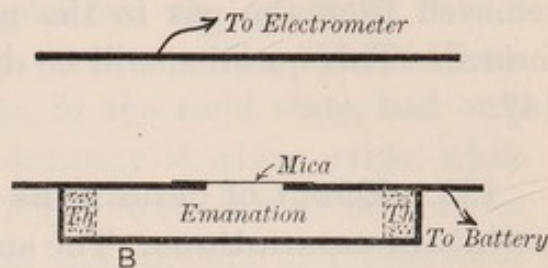 To Electrometer
Mica
Th
Emanation
Th
To Battery
B